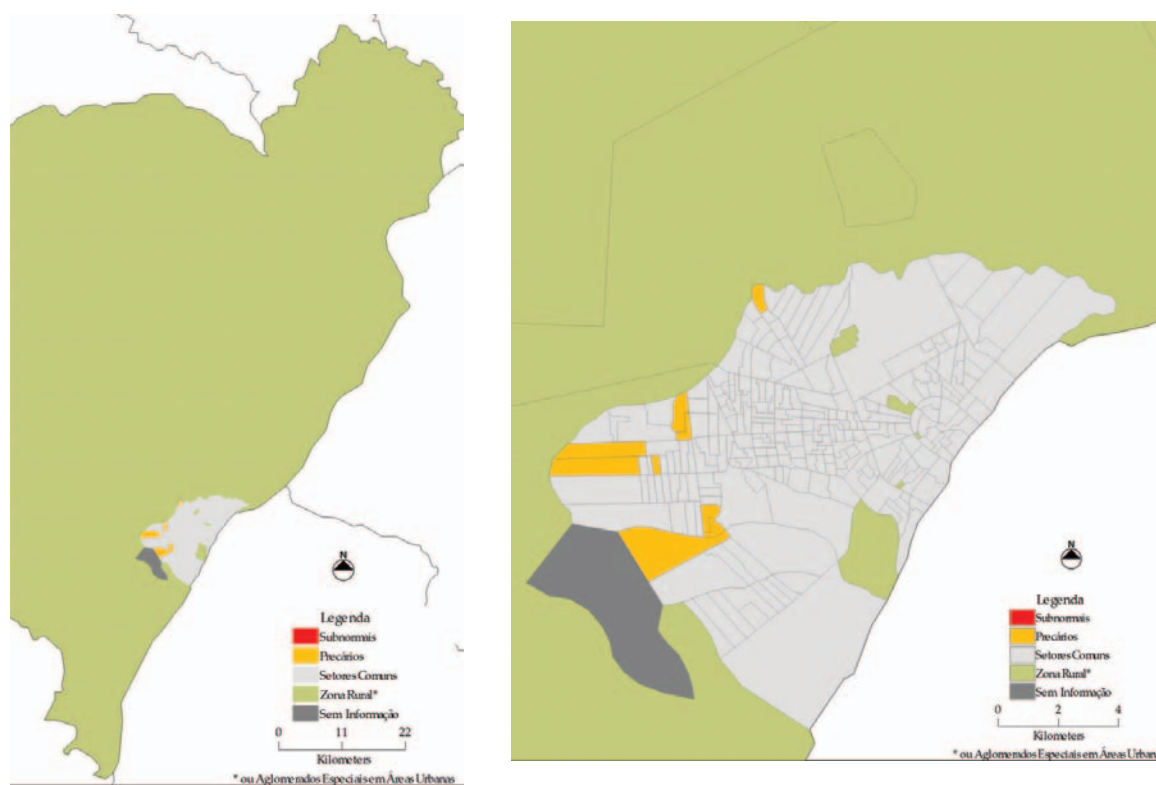 N
Legenda
Subnormais
Precários
Setores Comuns
Zona Rural*
Sem Informação
0 11 22
Kilometers
* ou Aglomerados Especiais em Áreas Urbanas
N
Legenda
Subnormais
Precários
Setores Comuns
Zona Rural*
Sem Informação
0 2 4
Kilometers
* ou Aglomerados Especiais em Áreas Urbana